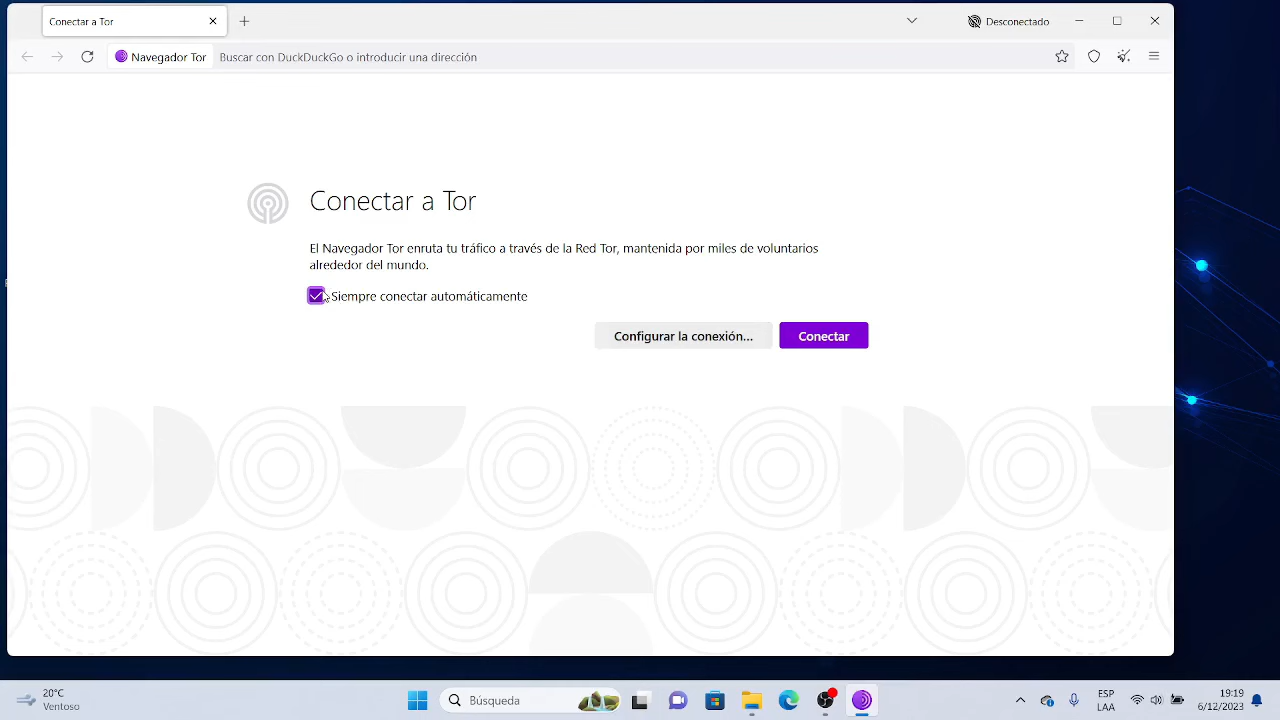 Conectar a Tor
Desconectado
Navegador Tor
Buscar con DuckDuckGo o introducir una dirección
Conectar a Tor
El Navegador Tor enruta tu tráfico a través de la Red Tor, mantenida por miles de voluntarios
alrededor del mundo.
Siempre conectar automáticamente
Configurar la conexión...
Conectar
20°C
Ventoso
Búsqueda
ESP
LAA
19:19
6/12/2023